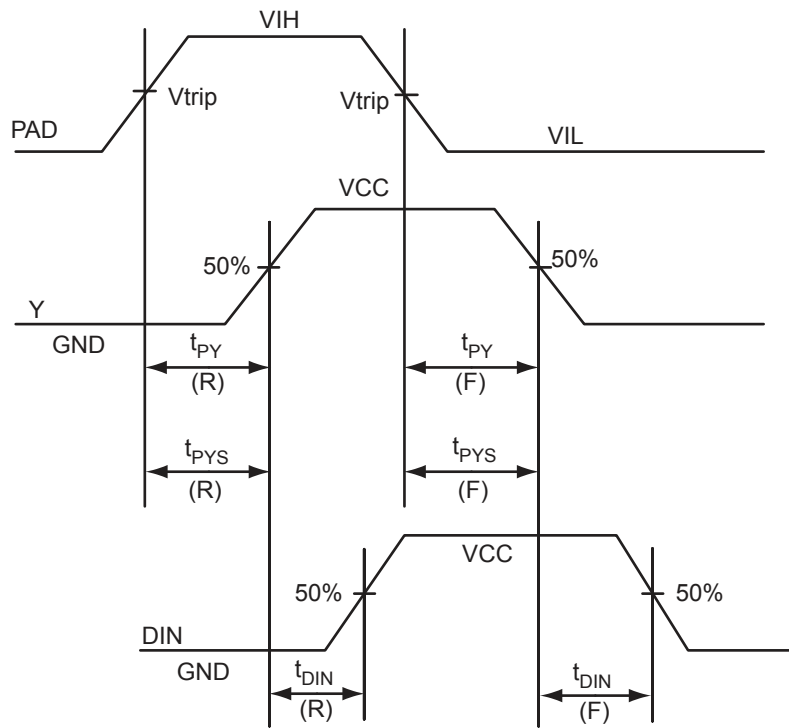 VIH
Vtrip
Vtrip
PAD
VIL
VCC
50%
50%
Y
GND
tPY
(R)
tPY
(F)
tPYS
(R)
tPYS
(F)
VCC
50%
50%
DIN
GND
tDIN
(R)
tDIN
(F)